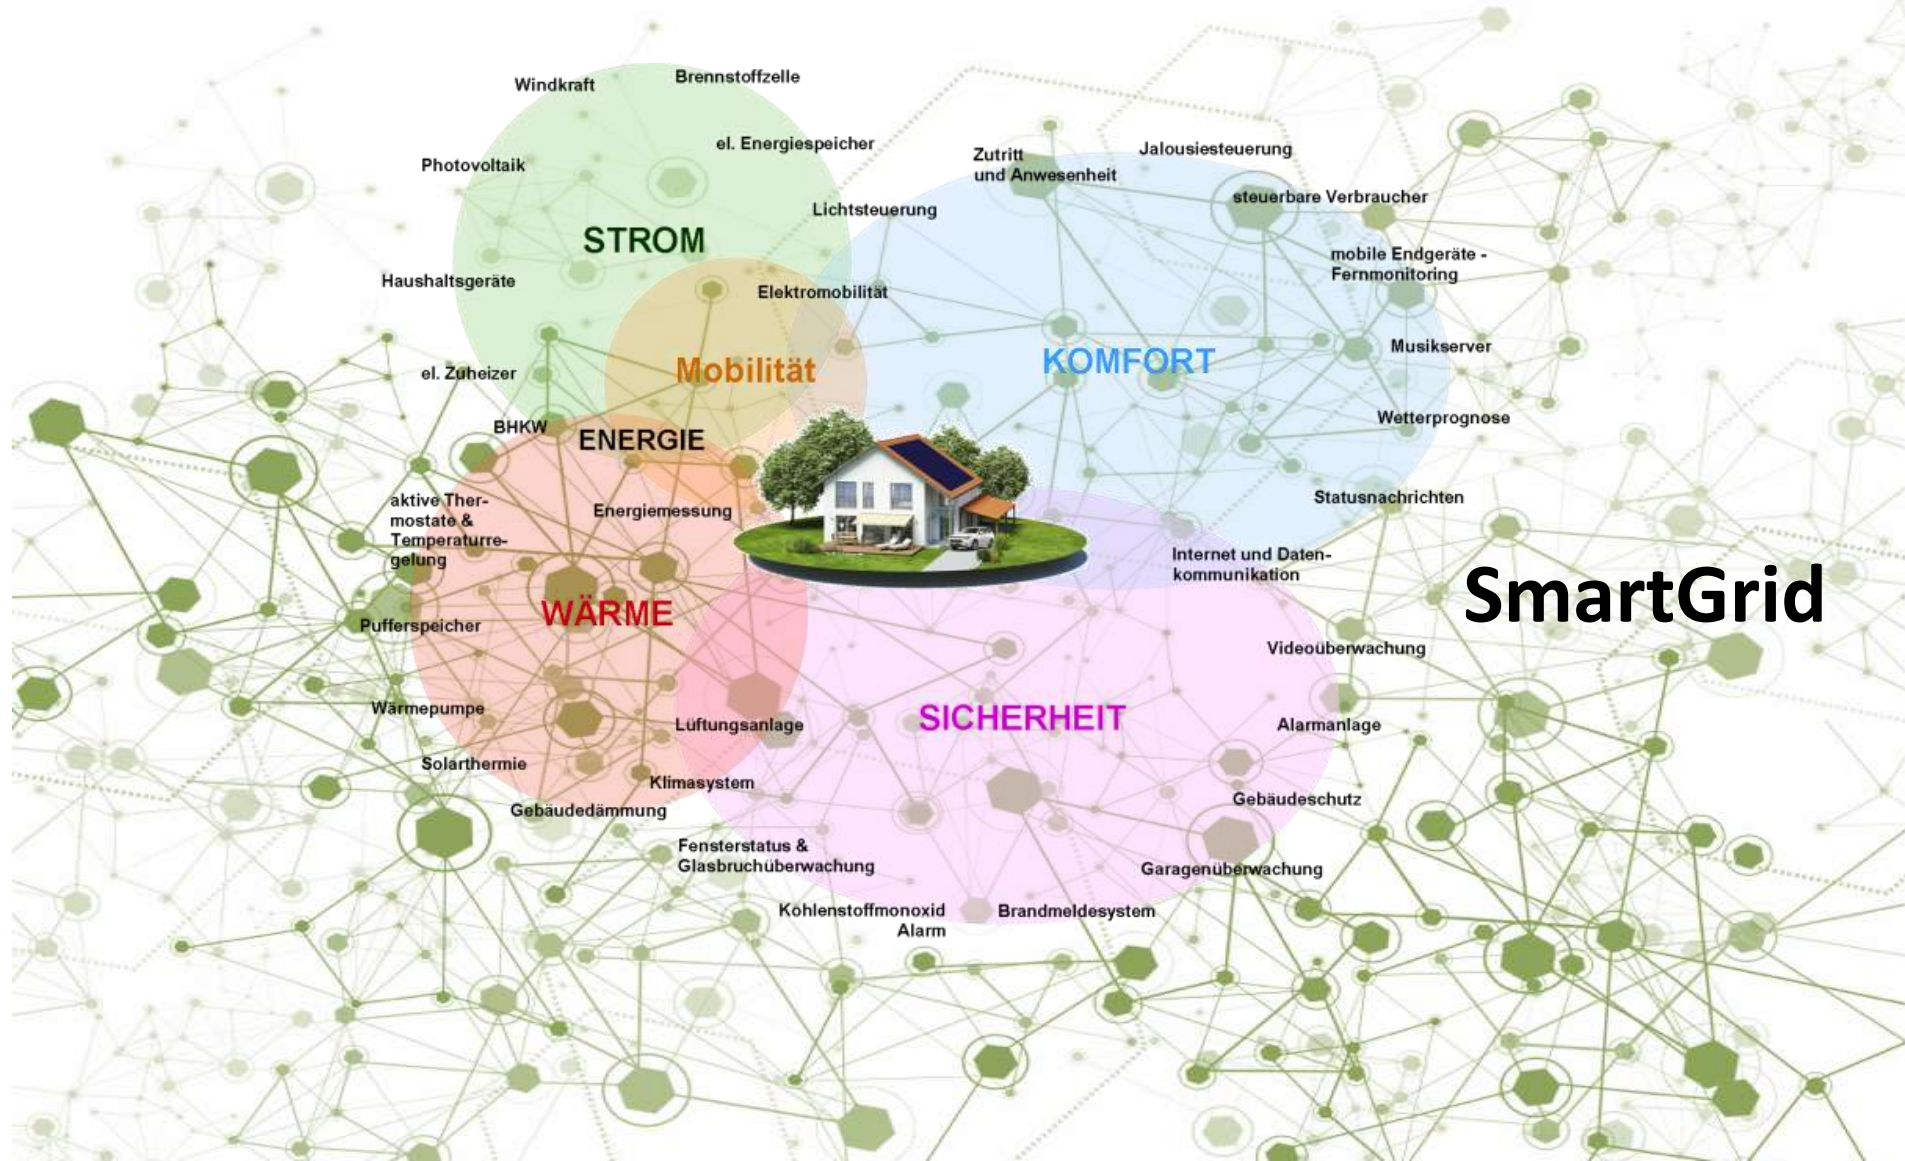 Windkraft
Brennstoffzelle
el. Energiespeicher
Photovoltaik
STROM
Haushaltsgeräte
Elektromobilität
Mobilität
el. Zuheizer
BHKW
ENERGIE
Lichtsteuerung
Zutritt
und Anwesenheit
Jalousiesteuerung
steuerbare Verbraucher
mobile Endgeräte -
Fernmonitoring
KOMFORT
Musikserver
Wetterprognose
Statusnachrichten
Internet und Daten-
kommunikation
SmartGrid
aktive Ther-
mostate &
Temperaturre-
gelung
Energiemessung
WÄRME
Pufferspeicher
Wärmepumpe
Lüftungsanlage
Solarthermie
Klimasystem
Gebäudedämmung
SICHERHEIT
Videoüberwachung
Alarmanlage
Gebäudeschutz
Garagenüberwachung
Fensterstatus &
Glasbruchüberwachung
Kohlenstoffmonoxid
Alarm
Brandmeldesystem